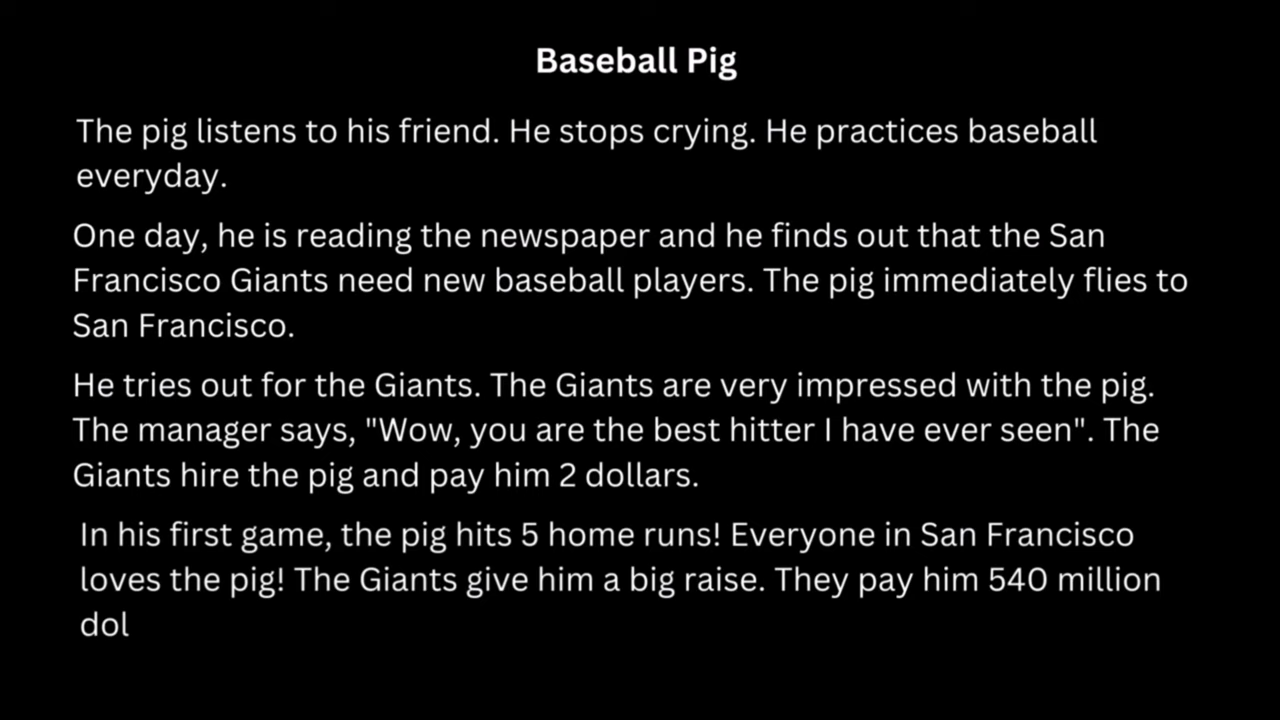 Baseball Pig
The pig listens to his friend. He stops crying. He practices baseball
everyday.
One day, he is reading the newspaper and he finds out that the San
Francisco Giants need new baseball players. The pig immediately flies to
San Francisco.
He tries out for the Giants. The Giants are very impressed with the pig.
The manager says, "Wow, you are the best hitter I have ever seen". The
Giants hire the pig and pay him 2 dollars.
In his first game, the pig hits 5 home runs! Everyone in San Francisco
loves the pig! The Giants give him a big raise. They pay him 540 million
dol